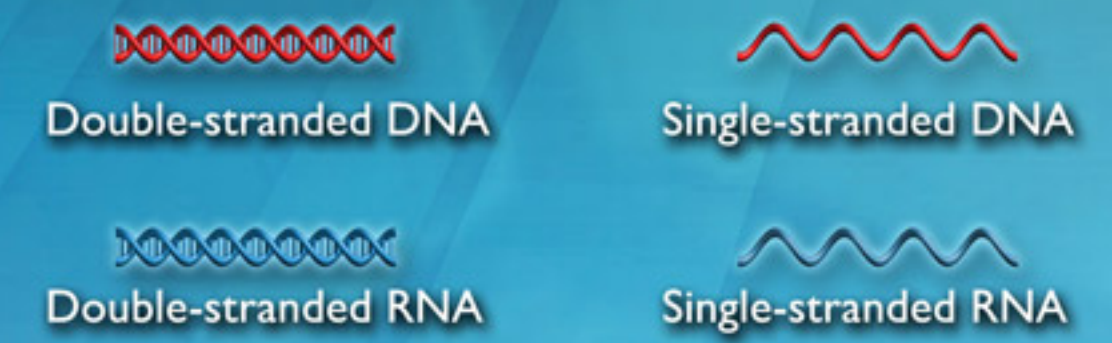 Double-stranded DNA
Single-stranded DNA
Double-stranded RNA
Single-stranded RNA